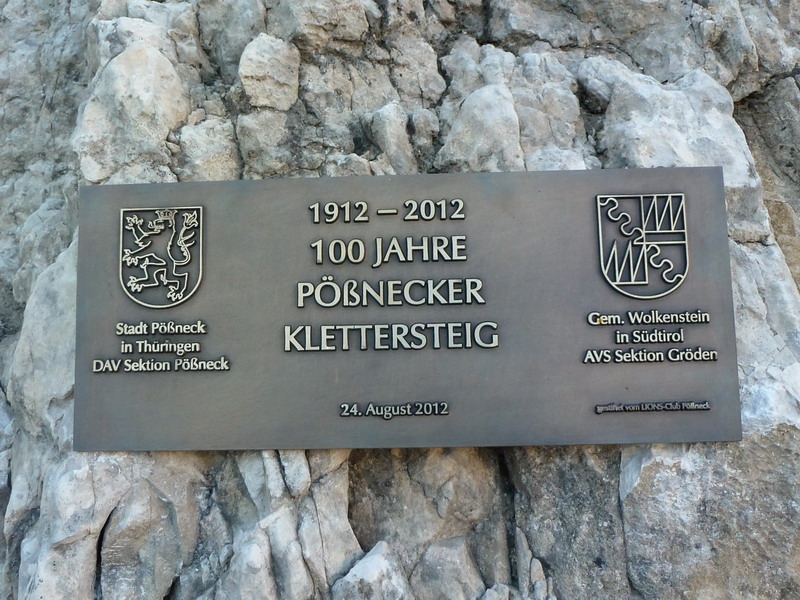 1912 – 2012
100 JAHRE
PÖßNECKER
KLETTERSTEIG
Stadt Pößneck
in Thüringen
DAV Sektion Pößneck
Gem. Wolkenstein
in Südtirol
AVS Sektion Gröden
24. August 2012
gestiftet vom LIONS-Club Pößneck